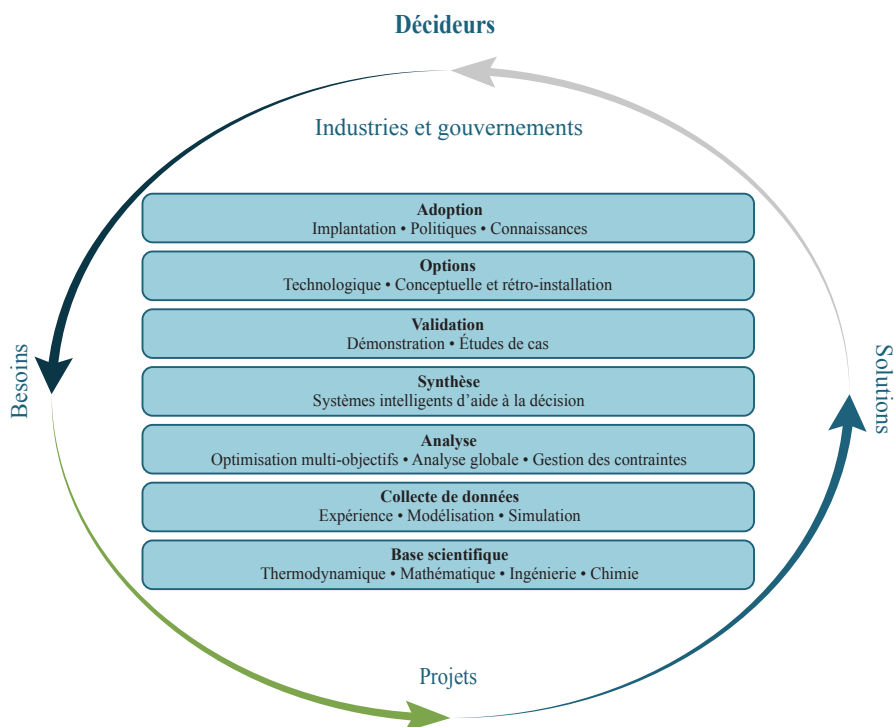 Décideurs
Industries et gouvernements
Adoption
Implantation • Politiques • Connaissances
Options
Technologique • Conceptuelle et rétro-installation
Validation
Démonstration • Études de cas
Synthèse
Systèmes intelligents d’aide à la décision
Analyse
Optimisation multi-objectifs • Analyse globale • Gestion des contraintes
Collecte de données
Expérience • Modélisation • Simulation
Base scientifique
Thermodynamique • Mathématique • Ingénierie • Chimie
Besoins
Solutions
Projets